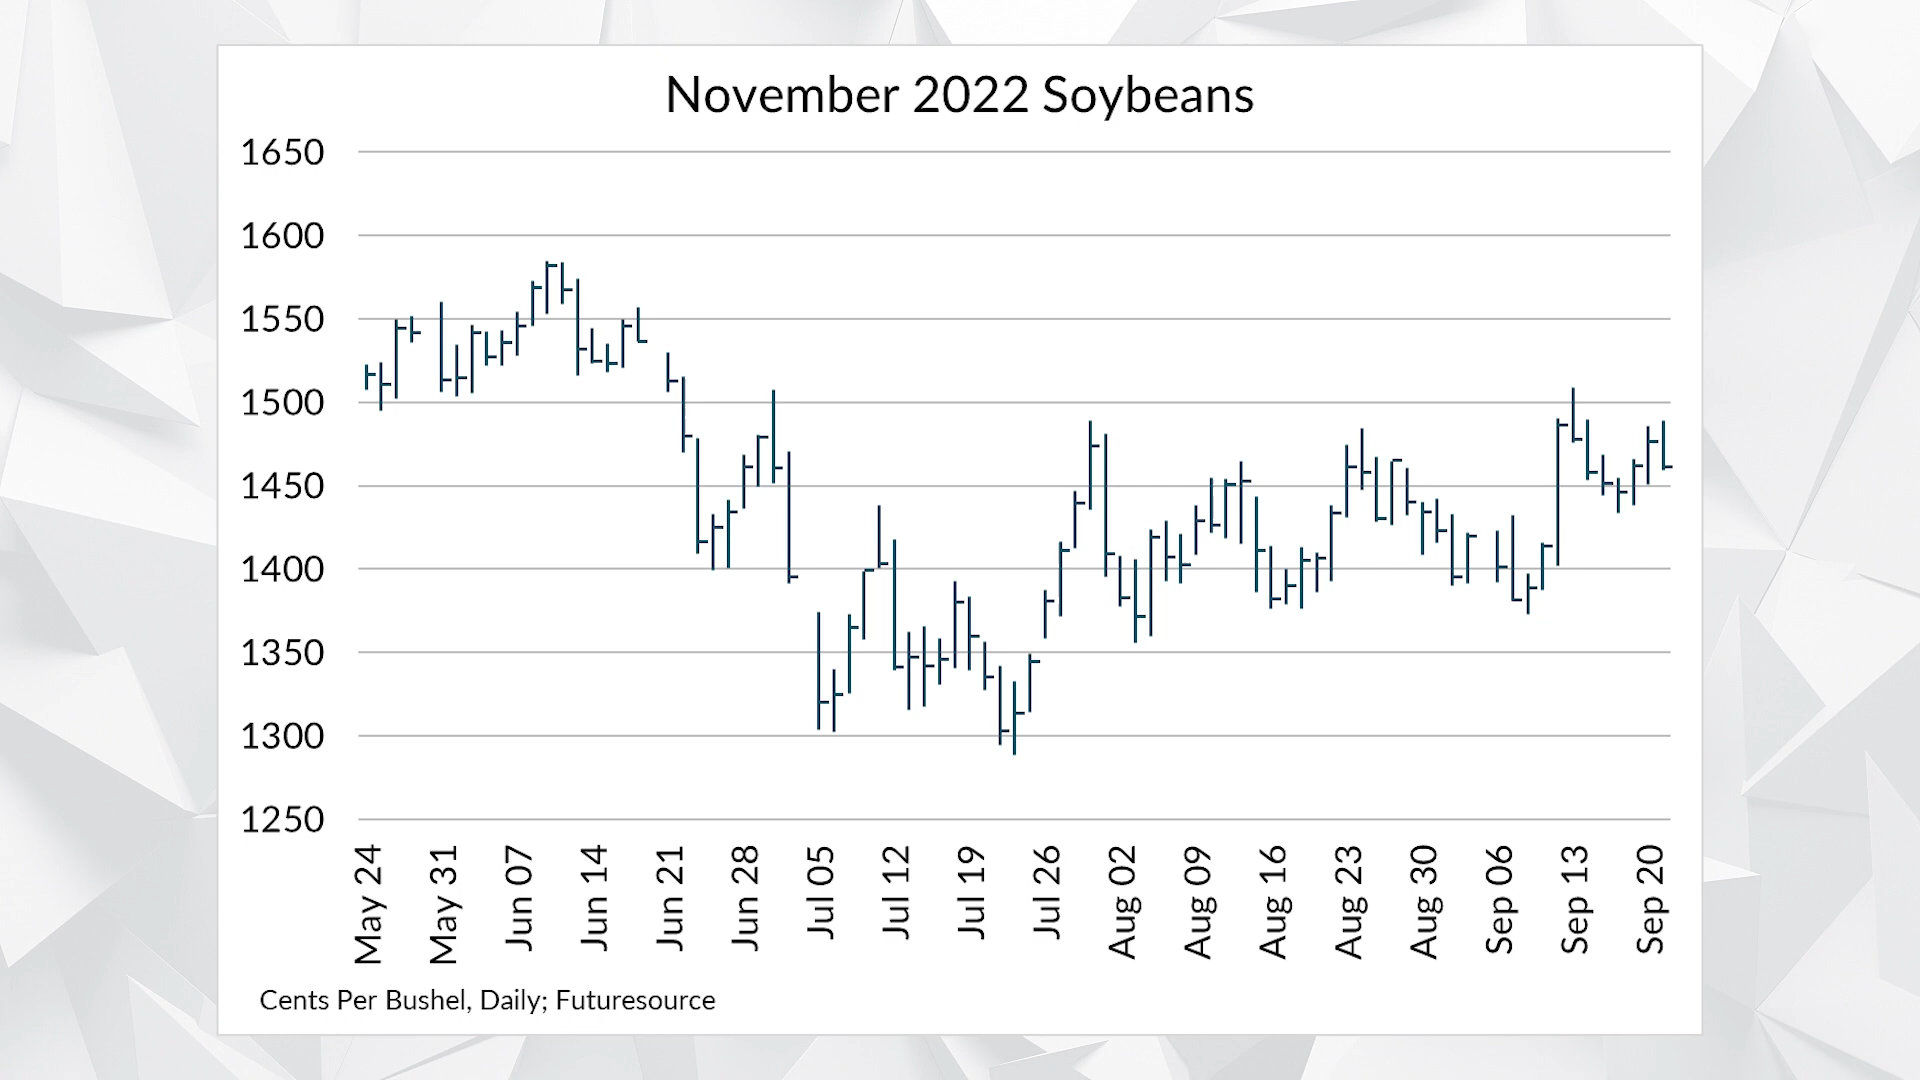 November 2022 Soybeans
1650
1600
1550
1500
1450
1400
1350
1300
1250
May 24
May 31
Jun 07
Jun 14
Jun 21
Jun 28
Jul 05
Jul 12
Jul 19
Jul 26
Aug 02
Aug 09
Aug 16
Aug 23
Aug 30
Sep 06
Sep 13
Sep 20
Cents Per Bushel, Daily; Futuresource